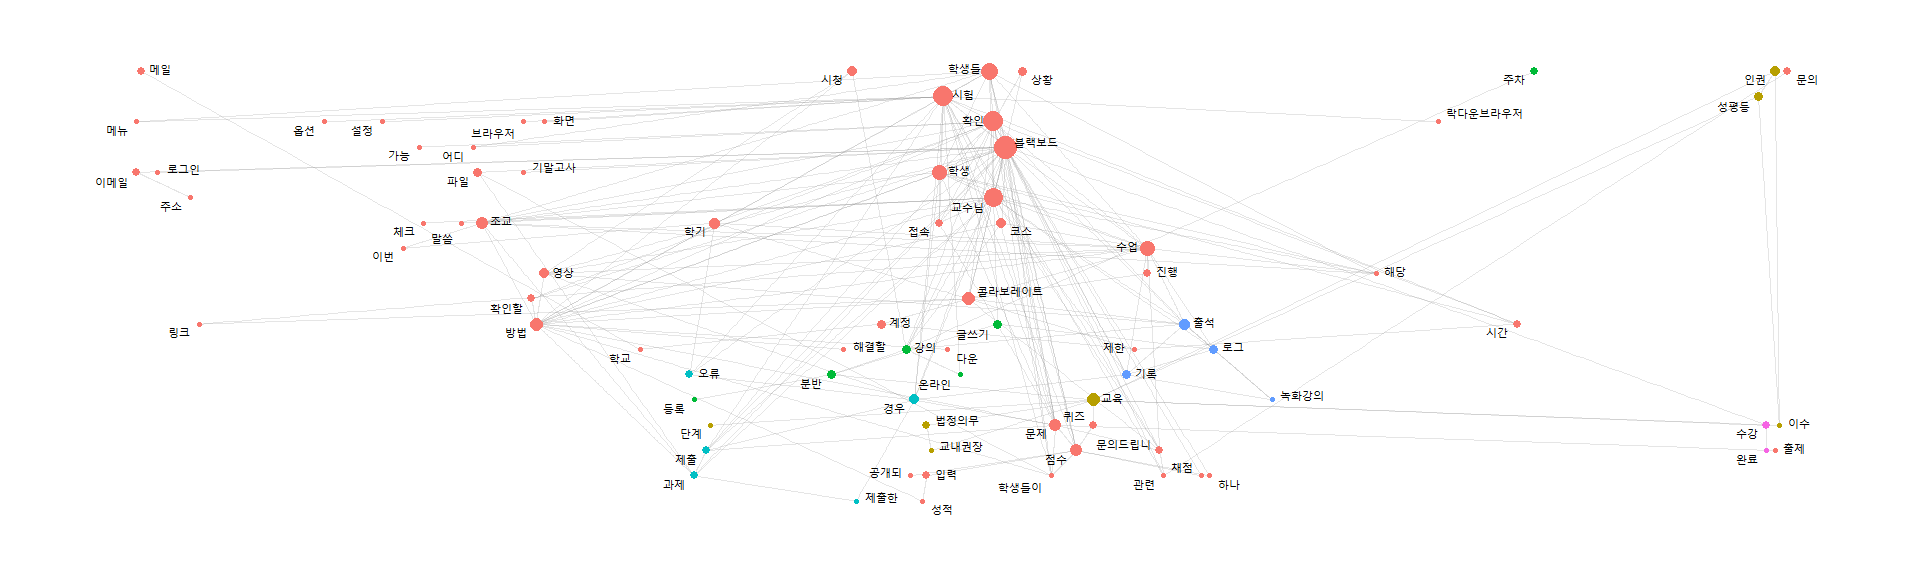 메일
시청
학생들
상황
주차
인권
문의
성평등
시험
메뉴
옵션
설정
브라우저
화면
확인
락다운브라우저
블랙보드
가능
어디
기말고사
로그인
이메일
파일
학생
주소
교수님
조교
체크
말씀
학기
접속
코스
이번
수업
영상
진행
해당
확인할
콜라보레이트
링크
방법
계정
글쓰기
출석
시간
학교
해결할
강의
다운
제한
로그
오류
분반
온라인
기록
등록
경우
교육
녹화강의
단계
법정의무
퀴즈
문제
수강
이수
제출
교내권장
점수
문의드립니
완료
출제
과제
공개되
입력
학생들이
채점
관련
하나
제출한
성적